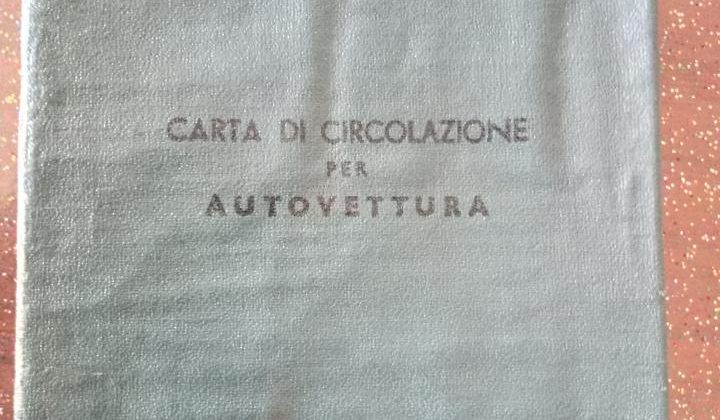 CARTA DI CIRCOLAZIONE
PER
AUTOVETTURA